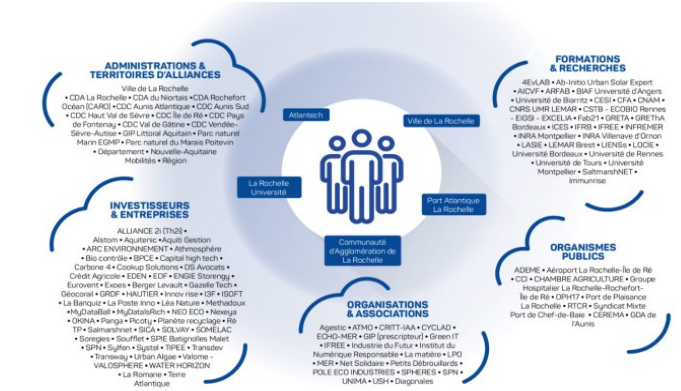 ADMINISTRATIONS &
TERRITOIRES D'ALLIANCES
Ville de La Rochelle
• CDA La Rochelle • CDA du Niortais • CDA Rochefort
Océan (CARO) • CDC Aunis Atlantique • CDC Aunis Sud
• CDC Haut Val de Sèvre • CDC Île de Ré • CDC Pays
de Fontenay • CDC Val de Gâtine • CDC Vendée-
Sèvre-Autise • GIP Littoral Aquitain • Parc naturel
Marin EGMP • Parc naturel du Marais Poitevin
• Département • Nouvelle-Aquitaine
Mobilités • Région
INVESTISSEURS
& ENTREPRISES
ALLIANCE 2i (Th2i) •
Alstom • Aquitenic • Aquiti Gestion
• ARC ENVIRONNEMENT • Athmosphère
• Bio contrôle • BPCE • Capital high tech •
Carbone 4 • Cookup Solutions • DS Avocats •
Crédit Agricole • EDEN • EDF • ENGIE Storengy •
Eurovent • Exoes • Berger Levault • Gazelle Tech •
Géocorail • GRDF • HAUTIER • Innov rise • I3F • ISOFT
• La Banquiz • La Poste Immo • Léa Nature • Methadoux
• MyDataBall • MyDataIsRich • NEO ECO • Nexeya
• OKINA • Panga • Picoty • Planète recyclage • Ré
TP • Salmarshnet • SICA • SOLVAY • SOMELAC
Soregies • Soufflet • SPIE Batignolles Malet
• SPN • Sylfen • Systel • TIPEE • Transdev
• Transway • Urban Algae • Valome -
VALOSPHERE • WATER HORIZON
• La Romane • Terre
Atlantique
Atlantech
Ville de La Rochelle
La Rochelle
Université
Port Atlantique
La Rochelle
Communauté
d'Agglomération de
La Rochelle
ORGANISATIONS
& ASSOCIATIONS
Agestic • ATMO • CRITT-IAA • CYCLAD •
ECHO-MER • GIP (prescripteur) • Green IT
• IFREE • Industrie du Futur • Institut du
Numérique Responsable • La matière • LPO
• MER • Net Solidaire • Petits Débrouillards •
POLE ECO INDUSTRIES • SPHERES • SPN •
UNIMA • USH • Diagonales
FORMATIONS
& RECHERCHES
4EvLAB • Ab-Initio Urban Solar Expert
• AICVF • ARFAB • BIAF Université d'Angers
• Université de Biarritz • CESI • CFA • CNAM •
CNRS UMR LEMAR • CSTB - ECOBIO Rennes
- EIGSI - EXCELIA • Fab21 • GRETA • GREThA
Bordeaux • ICES • IFRB • IFREE • INFREMER
• INRA Montpellier • INRA Villenave d'Ornon
• LASIE • LEMAR Brest • LIENSs • LOCIE •
Université Bordeaux • Université de Rennes
• Université de Tours • Université
Montpellier • SaltmarshNET •
Immunrise
ORGANISMES
PUBLICS
ADEME • Aéroport La Rochelle-Île de Ré
• CCI • CHAMBRE AGRICULTURE • Groupe
Hospitalier La Rochelle-Rochefort-
Île de Ré • OPH17 • Port de Plaisance
La Rochelle • RTCR • Syndicat Mixte
Port de Chef-de-Baie • CEREMA • GDA de
l'Aunis